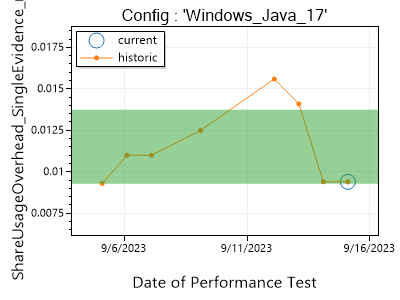 Config : 'Windows_Java_17'
ShareUsageOverhead_SingleEvidence_
current
historic
0.0175
0.015
0.0125
0.01
0.0075
9/6/2023
9/11/2023
9/16/2023
Date of Performance Test